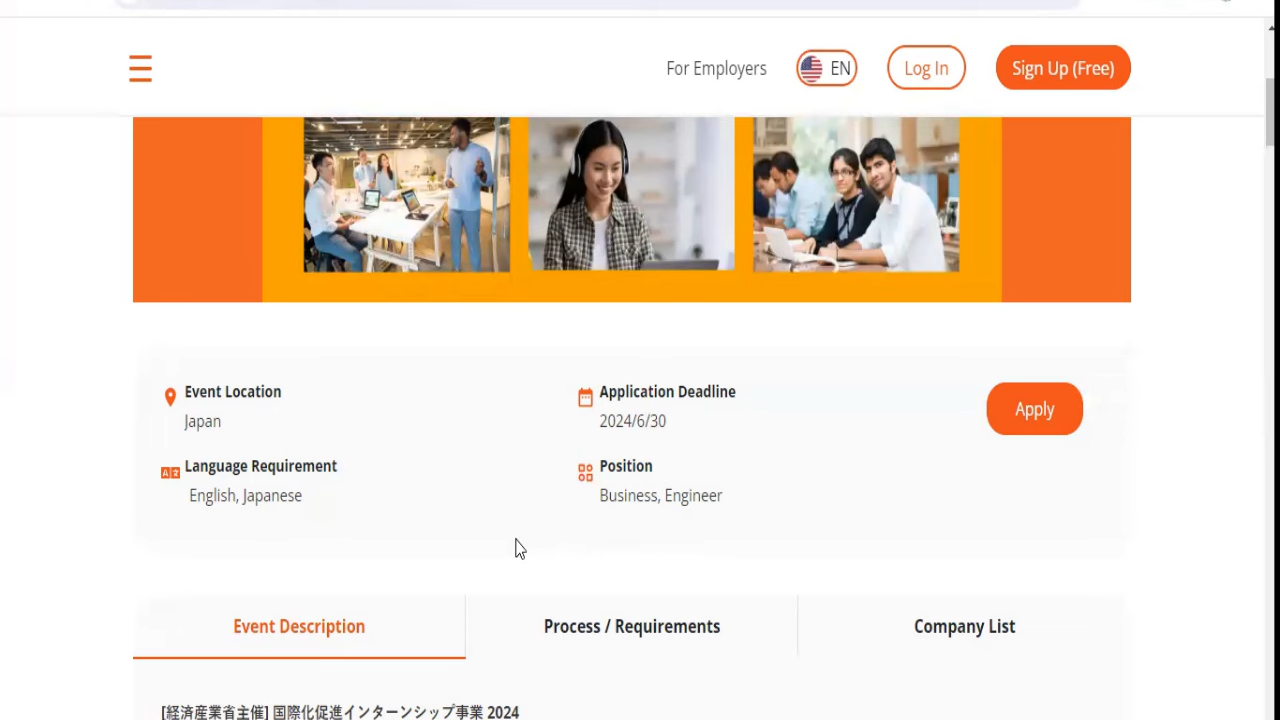 For Employers EN Log In Sign Up (Free)
Event Location
Japan
Application Deadline
2024/6/30
Apply
Language Requirement
English, Japanese
Position
Business, Engineer
Event Description Process / Requirements Company List
[経済産業省主催] 国際化促進インターンシップ事業 2024